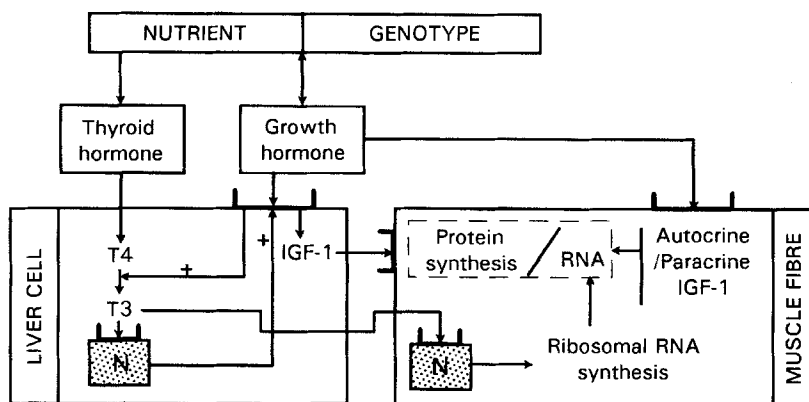 NUTRIENT
GENOTYPE
Thyroid
hormone
Growth
hormone
LIVER CELL
T4
+
+
IGF-1
T3
N
Protein
synthesis
RNA
Autocrine
/Paracrine
IGF-1
N
Ribosomal RNA
synthesis
MUSCLE FIBRE